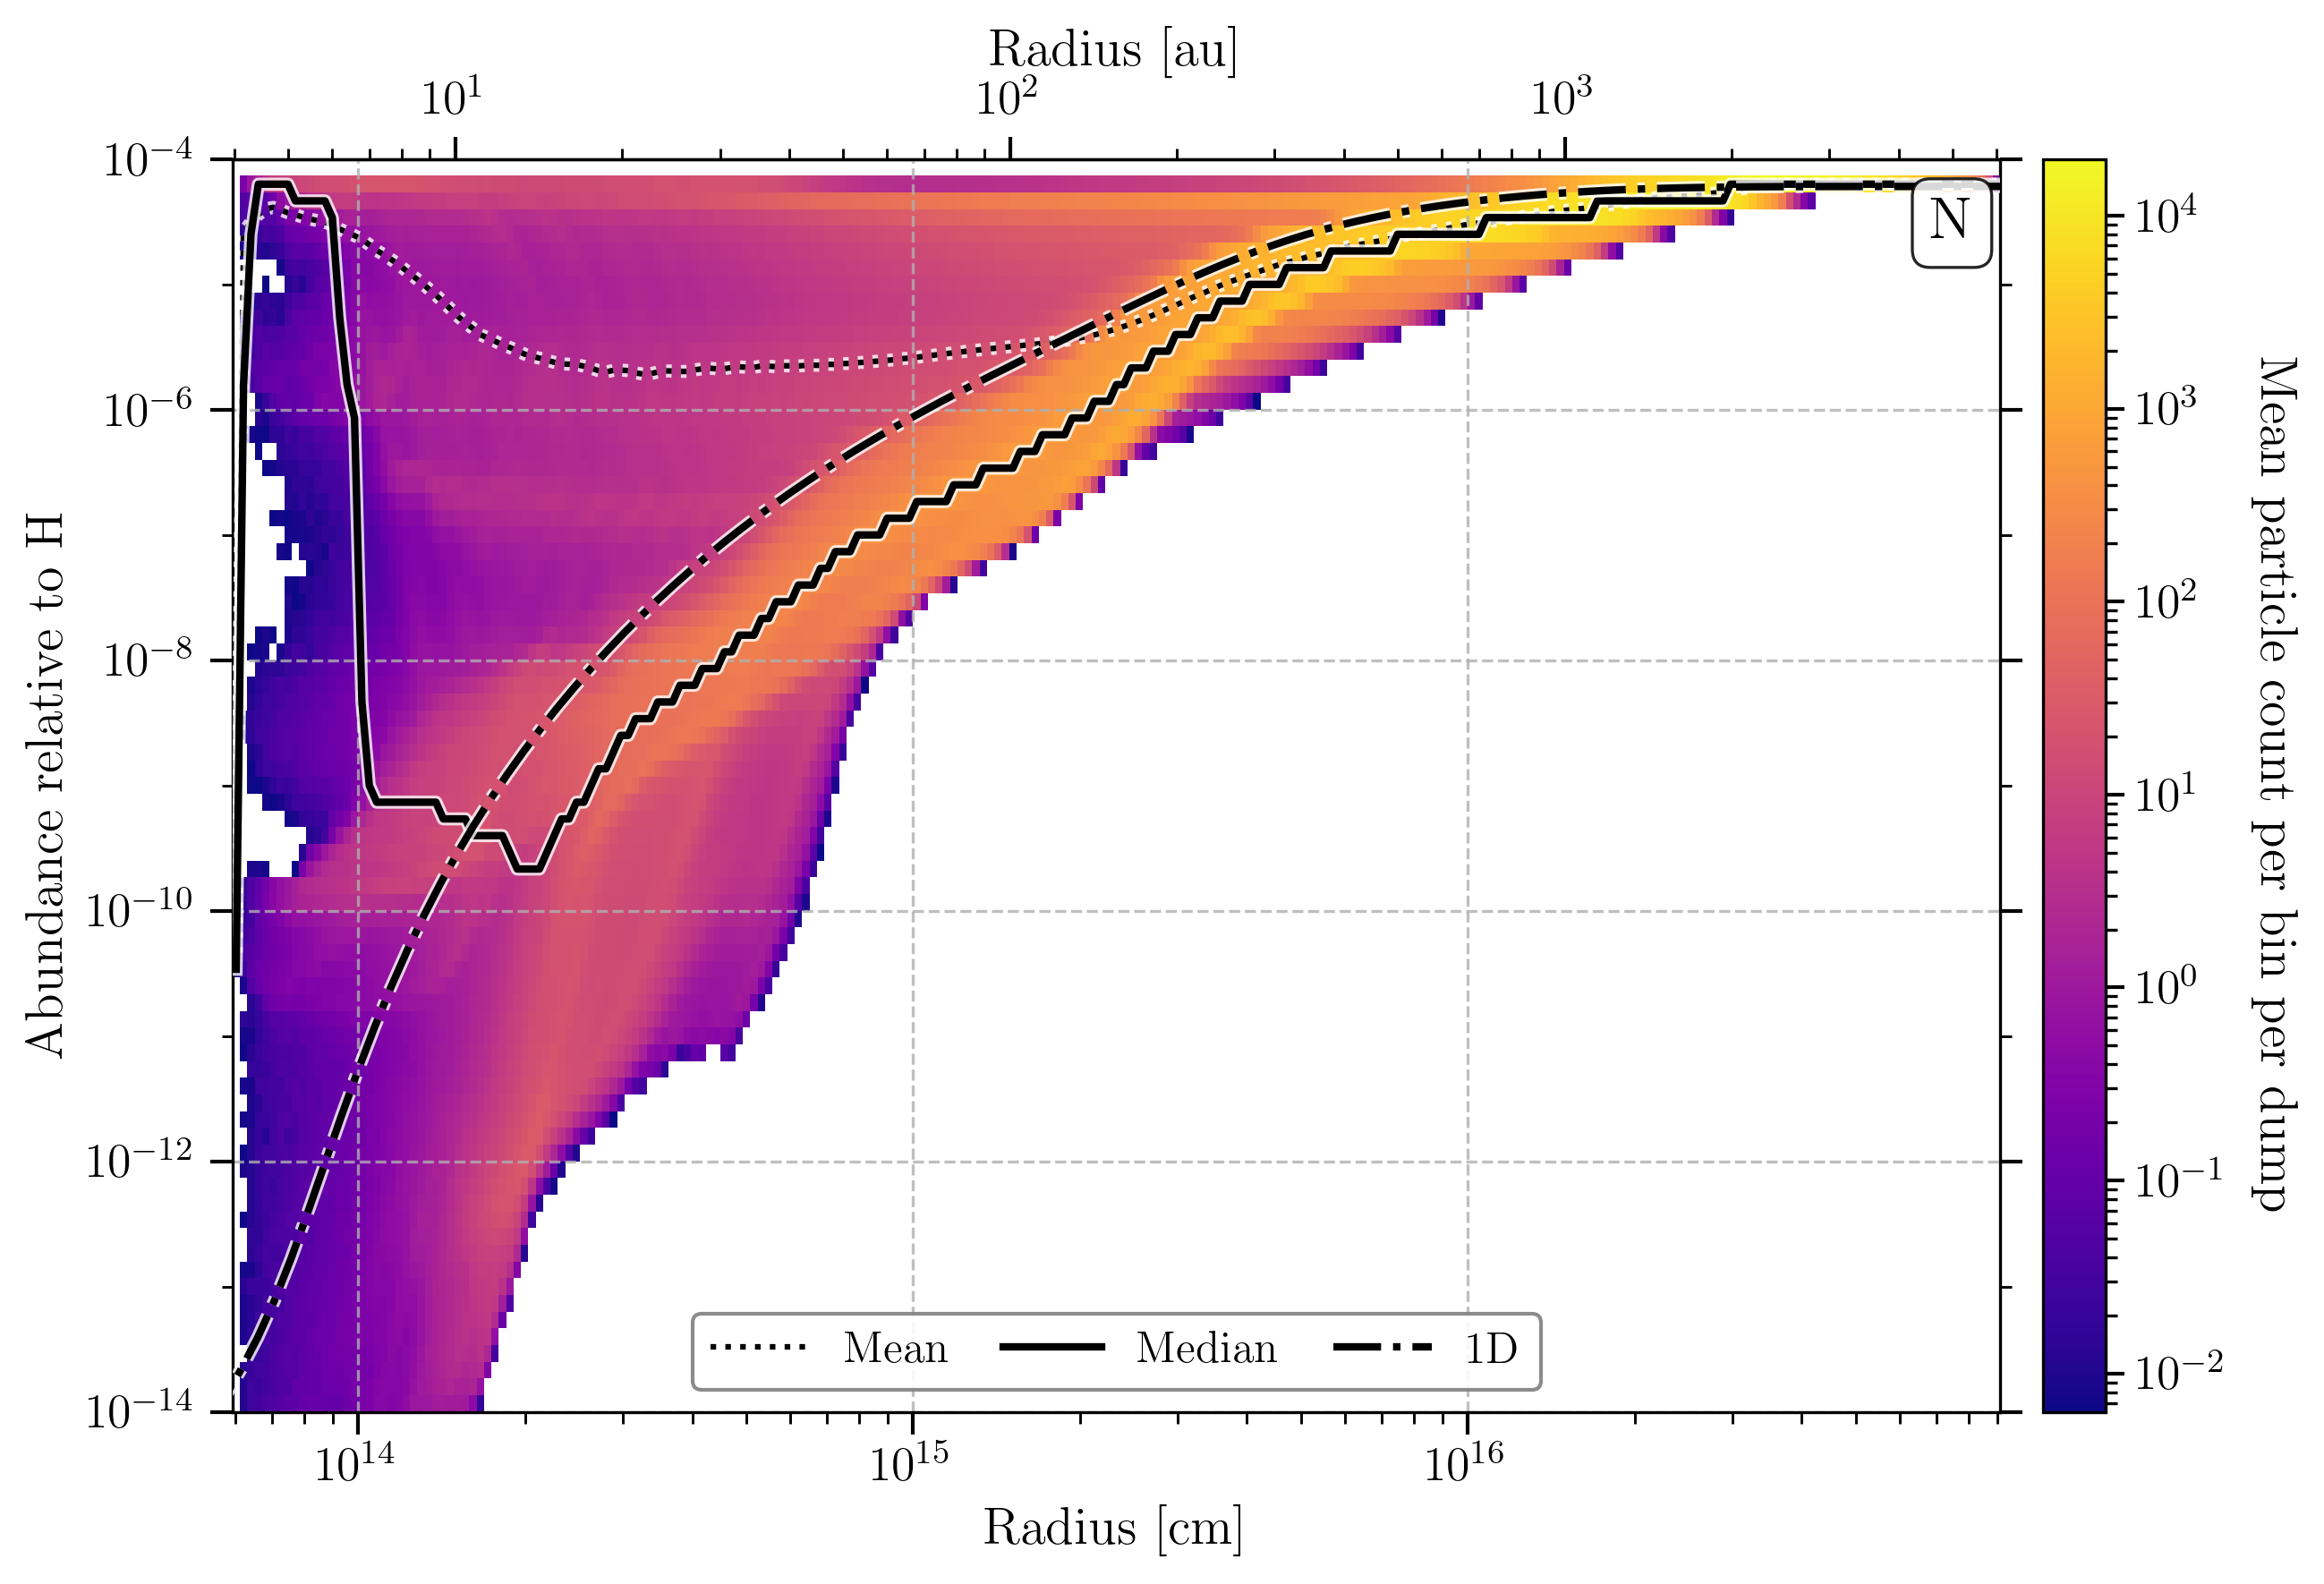 Radius [au]
10^1 10^2 10^3
10^-4
10^-6
10^-8
10^-10
10^-12
10^-14
Abundance relative to H
N
Mean Median 1D
10^14 10^15 10^16
Radius [cm]
10^4
10^3
10^2
10^1
10^0
10^-1
10^-2
Mean particle count per bin per dump